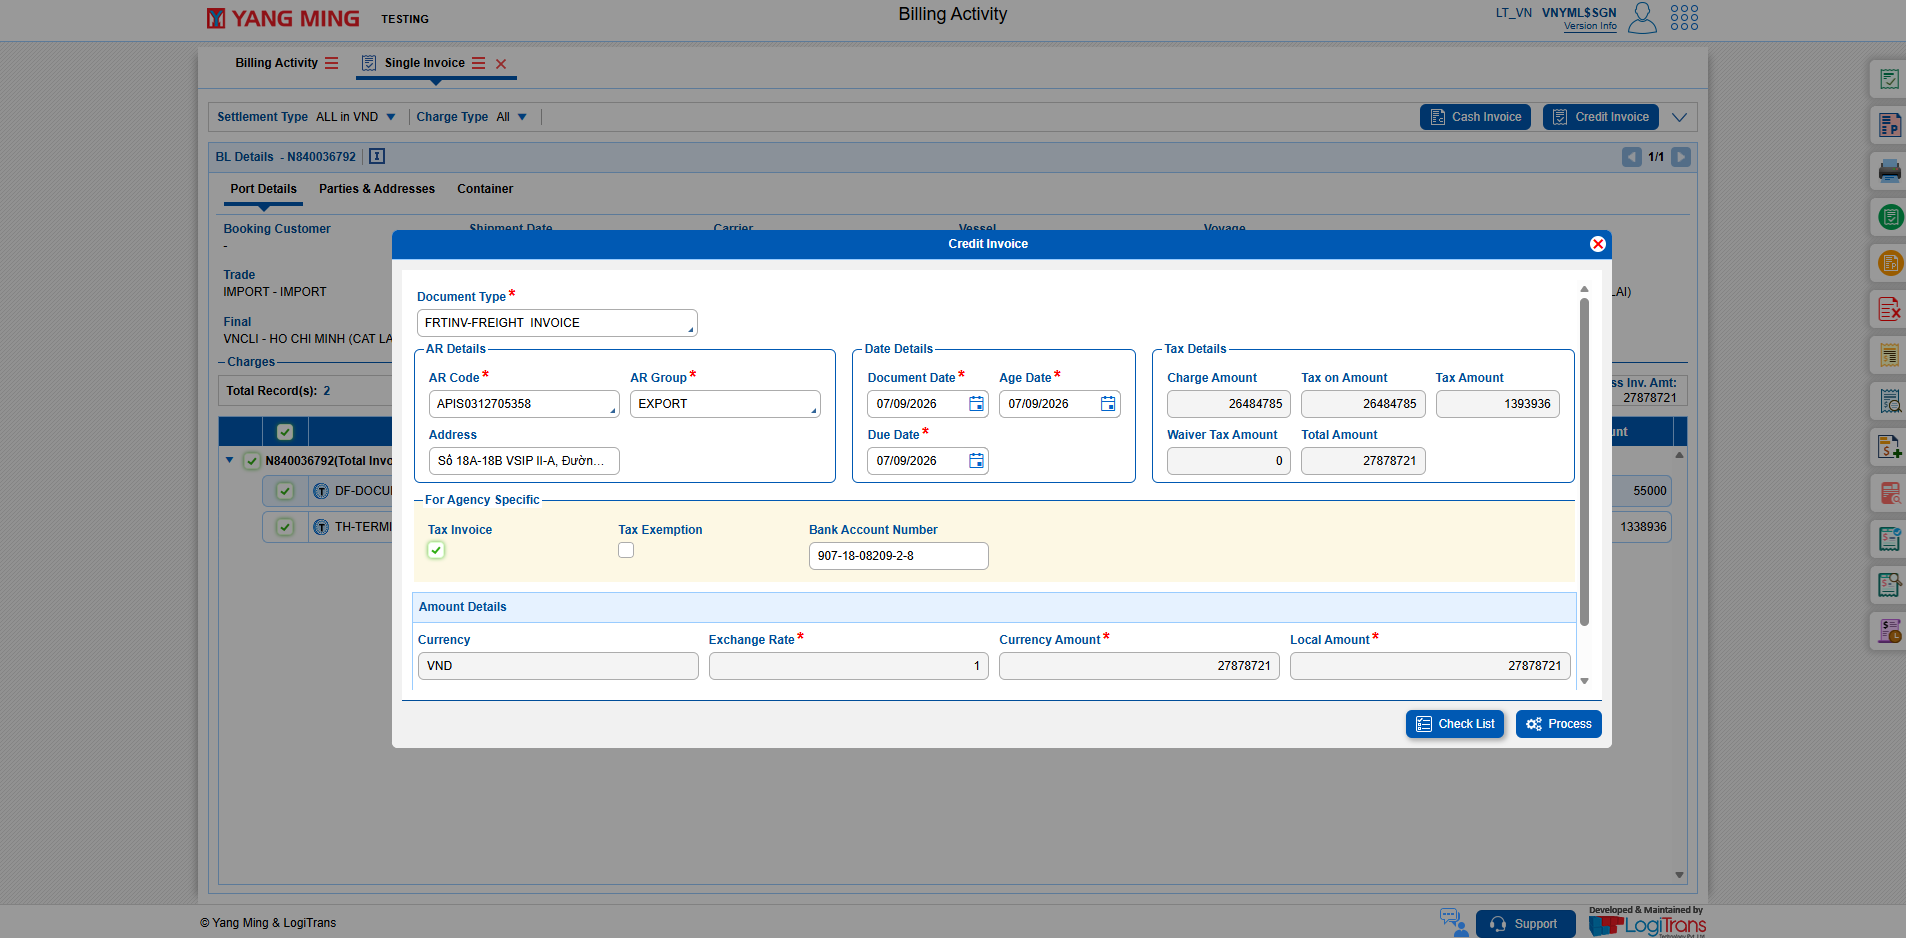 YANG MING TESTING
Billing Activity
LT_VN VNYML$SGN
Version Info
Billing Activity
Single Invoice
Settlement Type ALL in VND
Charge Type All
Cash Invoice
Credit Invoice
BL Details - N840036792
1/1
Port Details
Parties & Addresses
Container
Booking Customer
Shipment Date
Carrier
Vessel
Voyage
-
Trade
IMPORT - IMPORT
LAI)
Final
VNCLI - HO CHI MINH (CAT LA
Charges
Total Record(s): 2
ss Inv. Amt:
27878721
nt
N840036792(Total Invo
DF-DOCU
55000
TH-TERMI
1338936
Credit Invoice
Document Type*
FRTINV-FREIGHT INVOICE
AR Details
AR Code*
AR Group*
APIS0312705358
EXPORT
Address
Số 18A-18B VSIP II-A, Đườn...
Date Details
Document Date*
Age Date*
07/09/2026
07/09/2026
Due Date*
07/09/2026
Tax Details
Charge Amount
Tax on Amount
Tax Amount
26484785
26484785
1393936
Waiver Tax Amount
Total Amount
0
27878721
For Agency Specific
Tax Invoice
Tax Exemption
Bank Account Number
907-18-08209-2-8
Amount Details
Currency
Exchange Rate*
Currency Amount*
Local Amount*
VND
1
27878721
27878721
Check List
Process
© Yang Ming & LogiTrans
Support
Developed & Maintained by
LogiTrans